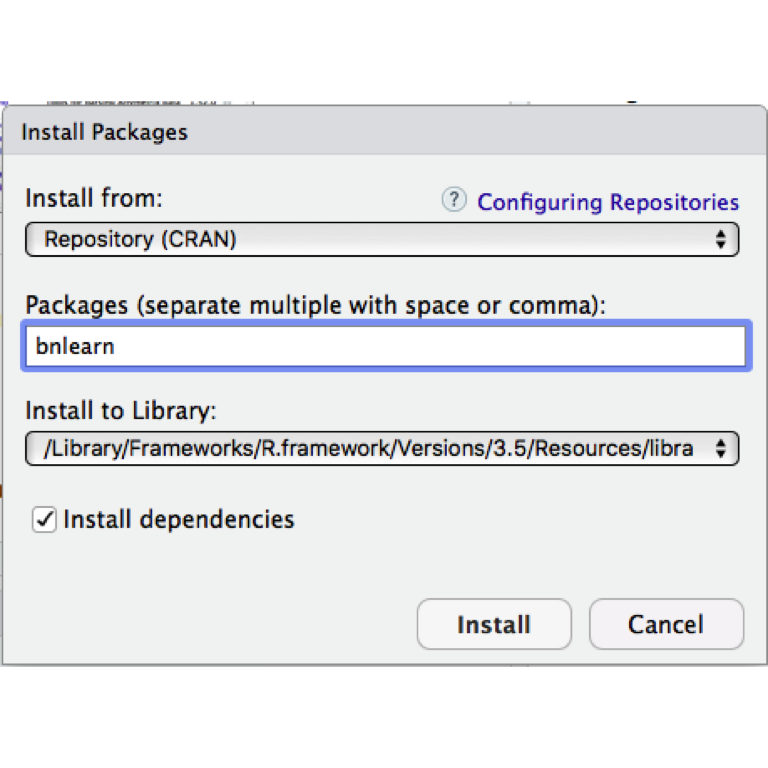 Install Packages
Install from:
? Configuring Repositories
Repository (CRAN)
Packages (separate multiple with space or comma):
bnlearn
Install to Library:
/Library/Frameworks/R.framework/Versions/3.5/Resources/libra
Install dependencies
Install
Cancel